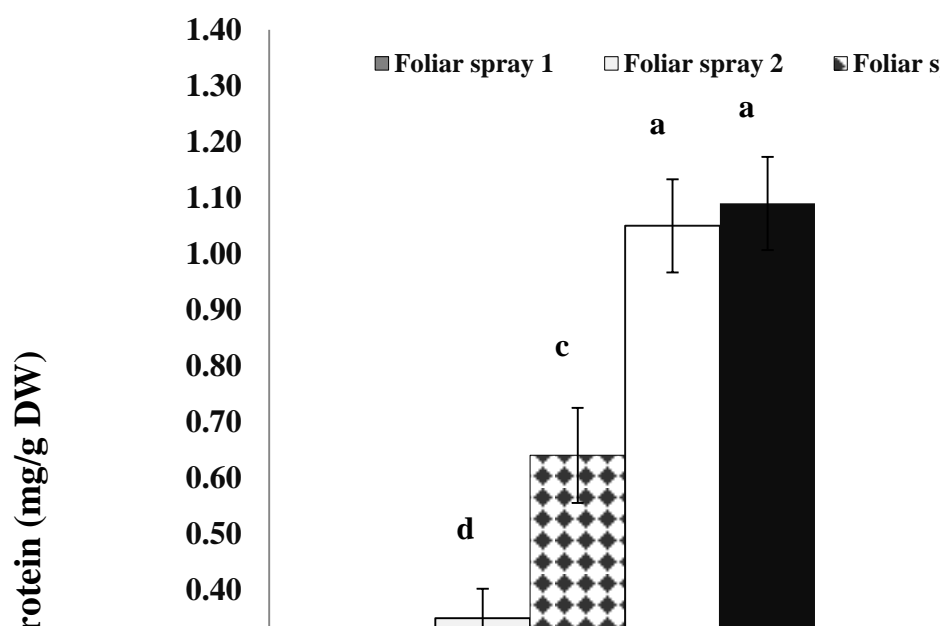 1.40
Foliar spray 1 Foliar spray 2 Foliar s
1.30
a a
1.20
1.10
1.00
0.90
c
0.80
0.70
0.60
d
0.50
0.40
rotein (mg/g DW)